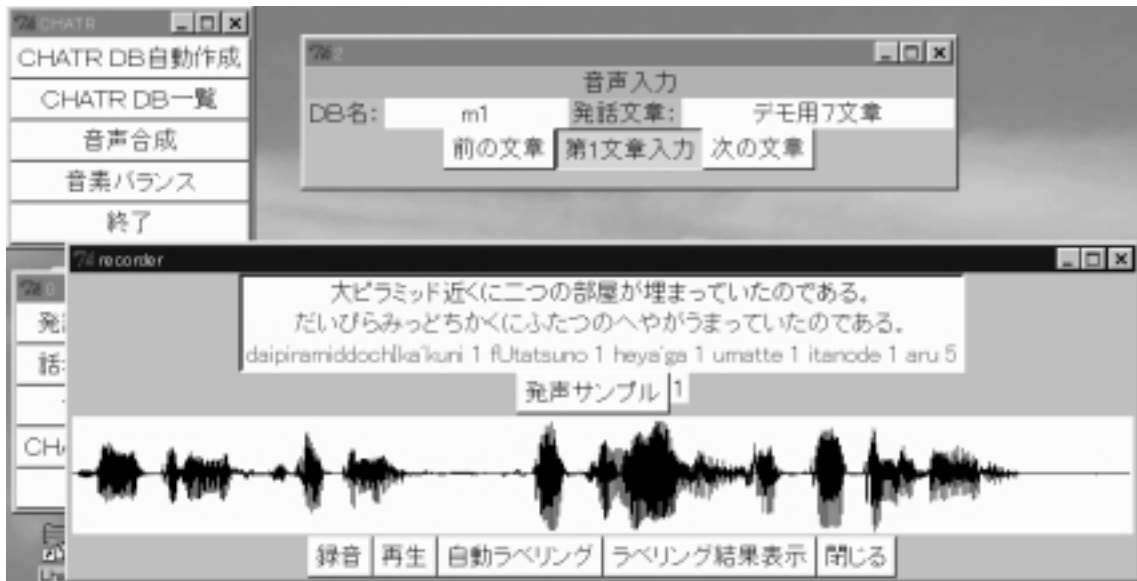 CHATR
CHATR DB自動作成
CHATR DB一覧
音声合成
音素バランス
終了
2
音声入力
DB名: m1 発話文章: デモ用7文章
前の文章 第1文章入力 次の文章
recorder
大ピラミッド近くに二つの部屋が埋まっていたのである。
だいぴらみっどちかくにふたつのへやがうまっていたのである。
daipiramiddoch[ka'kuni 1 fUtatsuno 1 heya'ga 1 umatte 1 itanode 1 aru 5
発声サンプル 1
録音 再生 自動ラベリング ラベリング結果表示 閉じる
0
発
話
CH